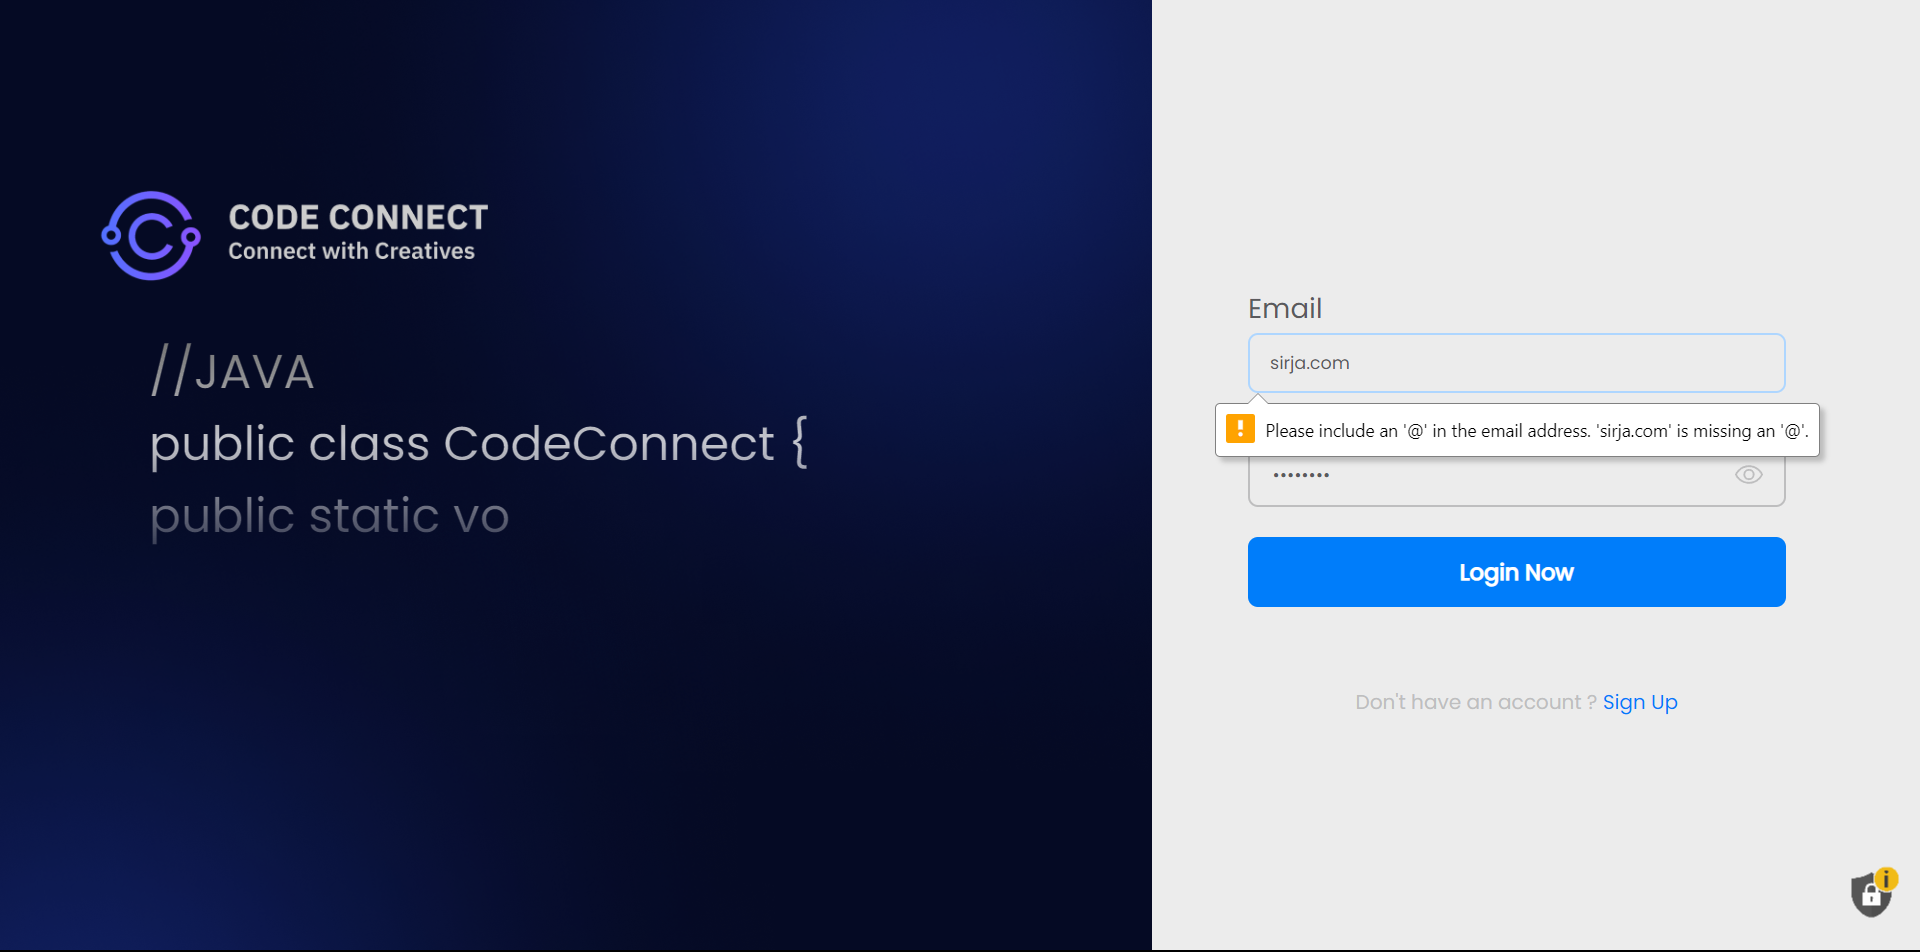 CODE CONNECT
Connect with Creatives
//JAVA
public class CodeConnect {
public static vo
Email
sirja.com
Please include an '@' in the email address. 'sirja.com' is missing an '@'.
••••••••
Login Now
Don't have an account ? Sign Up